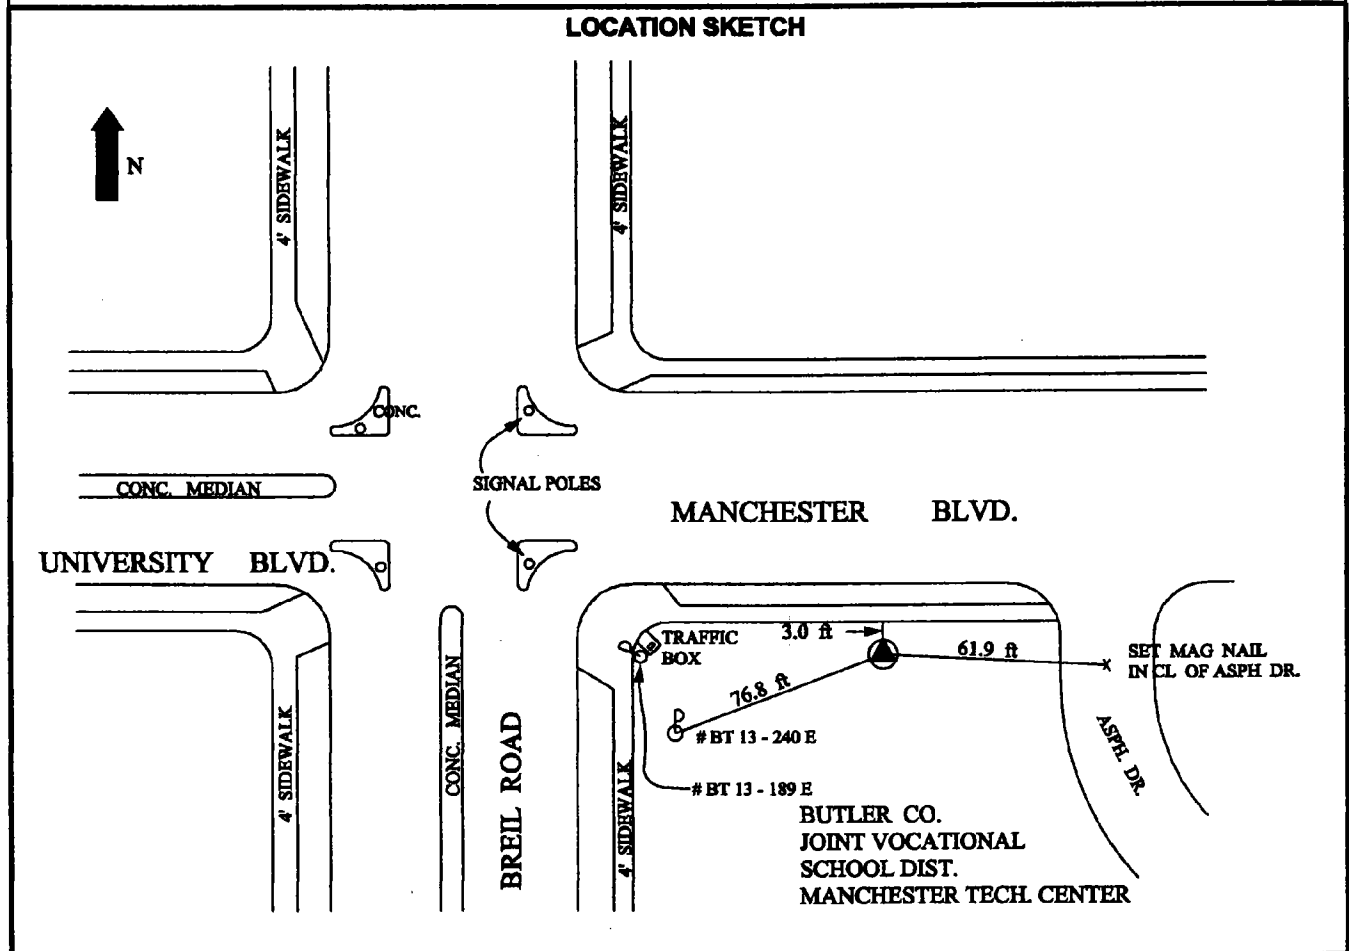 LOCATION SKETCH
N
4' SIDEWALK
4' SIDEWALK
CONC.
CONC. MEDIAN
SIGNAL POLES
MANCHESTER BLVD.
UNIVERSITY BLVD.
TRAFFIC
BOX
3.0 ft
61.9 ft
SET MAG NAIL
IN CL OF ASPH DR.
76.8 ft
# BT 13 - 240 E
# BT 13 - 189 E
4' SIDEWALK
CONC. MEDIAN
BREIL ROAD
4' SIDEWALK
ASPH. DR.
BUTLER CO.
JOINT VOCATIONAL
SCHOOL DIST.
MANCHESTER TECH. CENTER